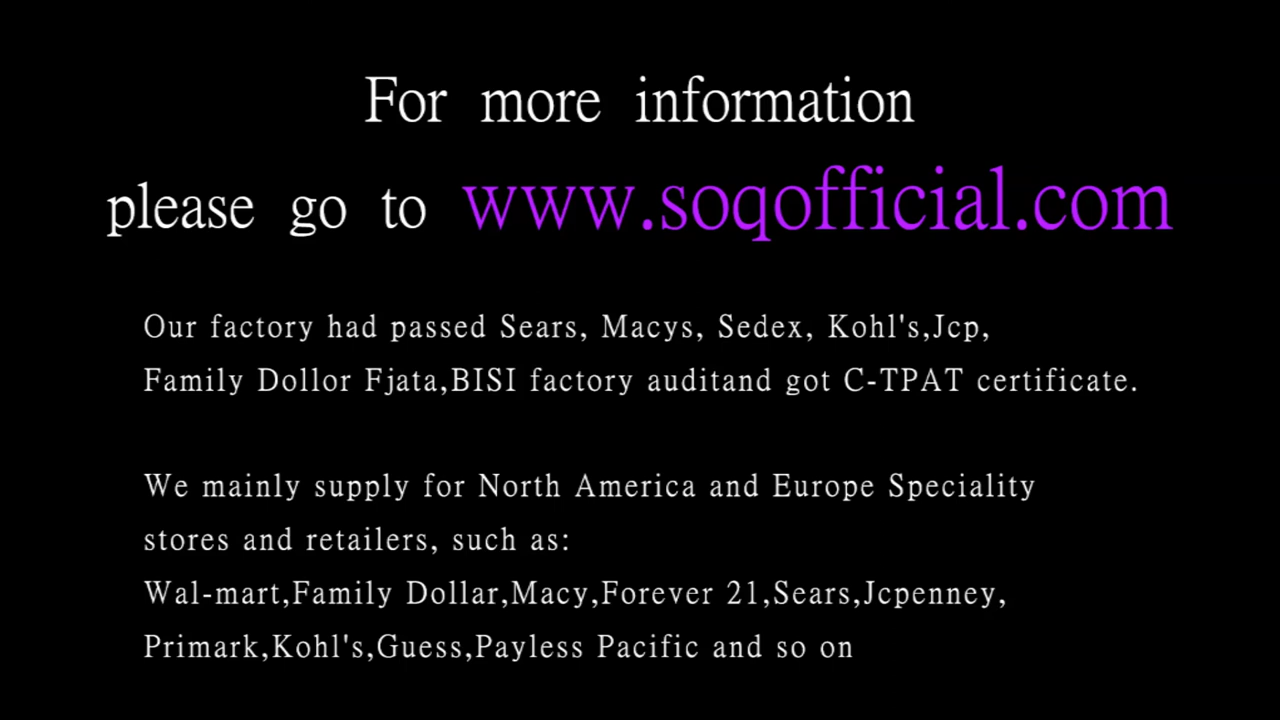 For more information
please go to www.soqofficial.com
Our factory had passed Sears, Macys, Sedex, Kohl's,Jcp,
Family Dollor Fjata,BISI factory auditand got C-TPAT certificate.
We mainly supply for North America and Europe Speciality
stores and retailers, such as:
Wal-mart,Family Dollar,Macy,Forever 21,Sears,Jcpenney,
Primark,Kohl's,Guess,Payless Pacific and so on